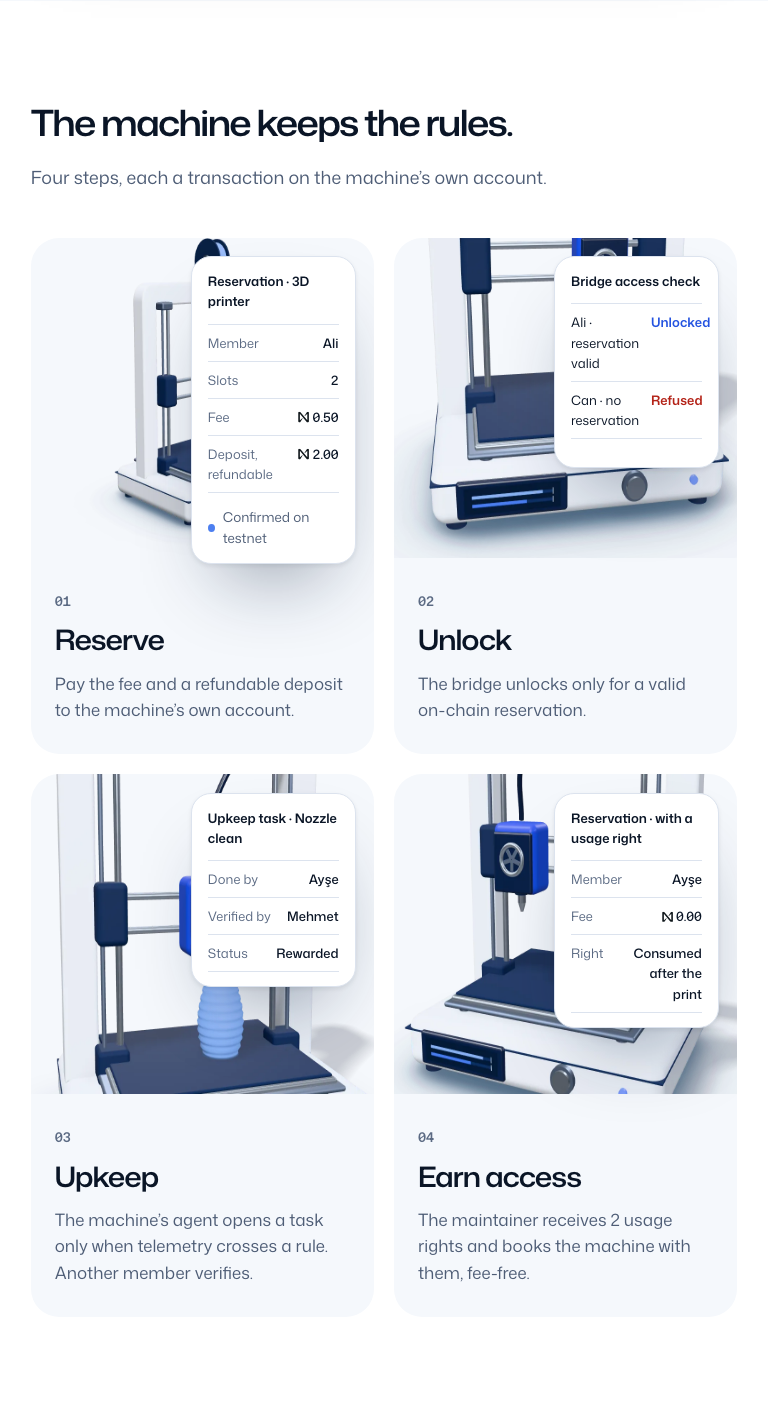 The machine keeps the rules.
Four steps, each a transaction on the machine’s own account.
Reservation · 3D
printer
Member Ali
Slots 2
Fee 0.50
Deposit, 2.00
refundable
Confirmed on
testnet
01
Reserve
Pay the fee and a refundable deposit
to the machine’s own account.
Bridge access check
Ali · Unlocked
reservation
valid
Can · no Refused
reservation
02
Unlock
The bridge unlocks only for a valid
on-chain reservation.
Upkeep task · Nozzle
clean
Done by Ayşe
Verified by Mehmet
Status Rewarded
03
Upkeep
The machine’s agent opens a task
only when telemetry crosses a rule.
Another member verifies.
Reservation · with a
usage right
Member Ayşe
Fee 0.00
Right Consumed
after the
print
04
Earn access
The maintainer receives 2 usage
rights and books the machine with
them, fee-free.